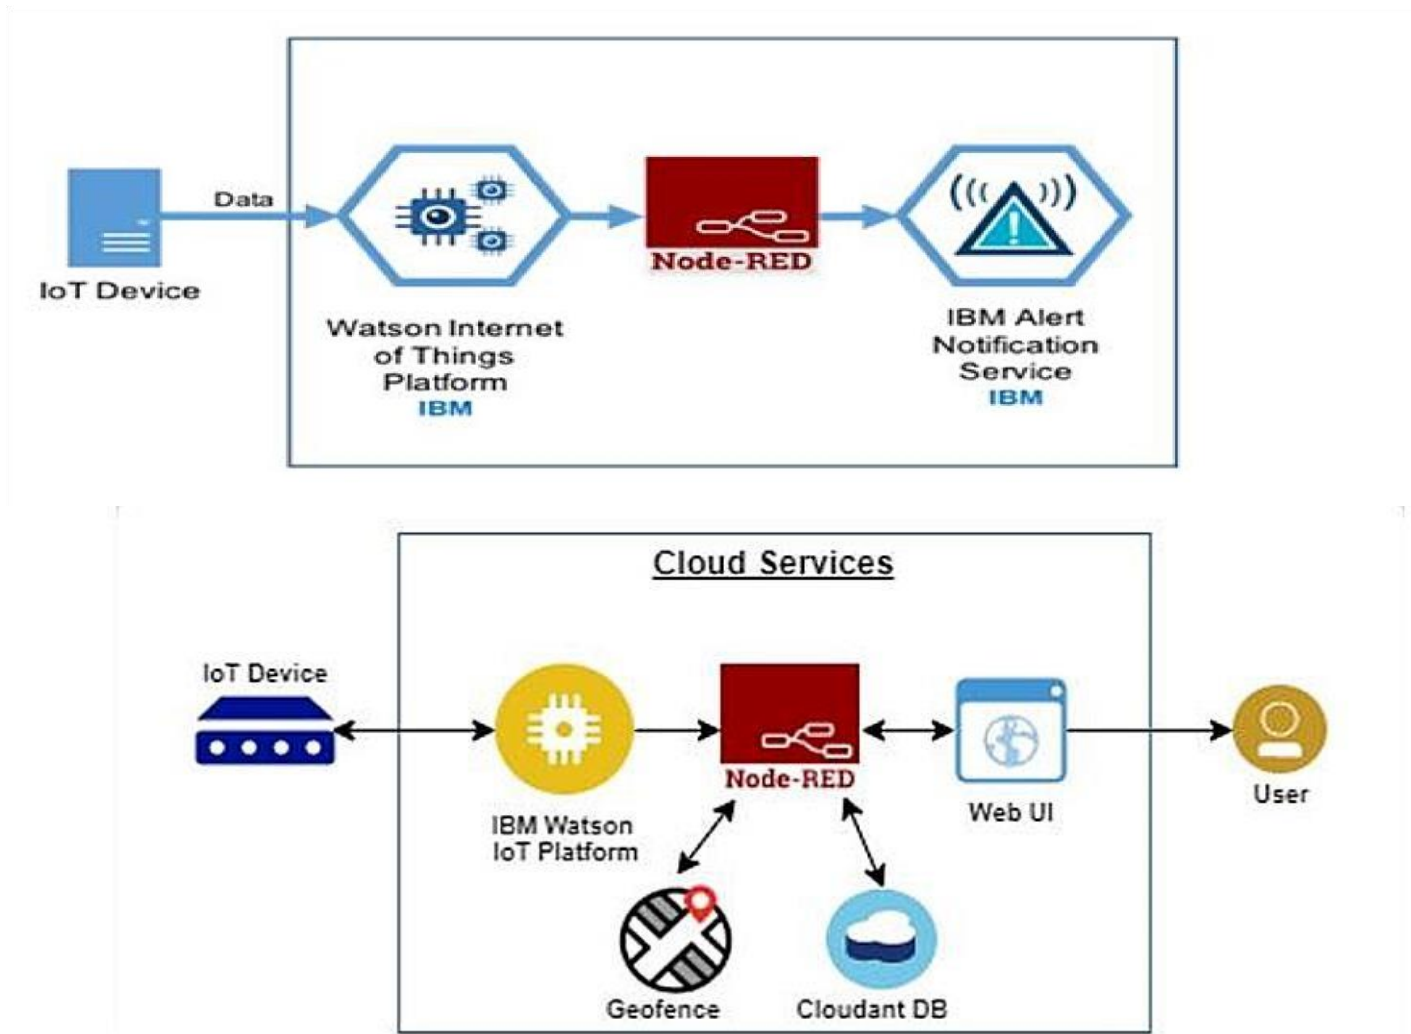 Data
IoT Device
Node-RED
Watson Internet
of Things
Platform
IBM
IBM Alert
Notification
Service
IBM
Cloud Services
IoT Device
IBM Watson
IoT Platform
Node-RED
Web UI
User
Geofence
Cloudant DB